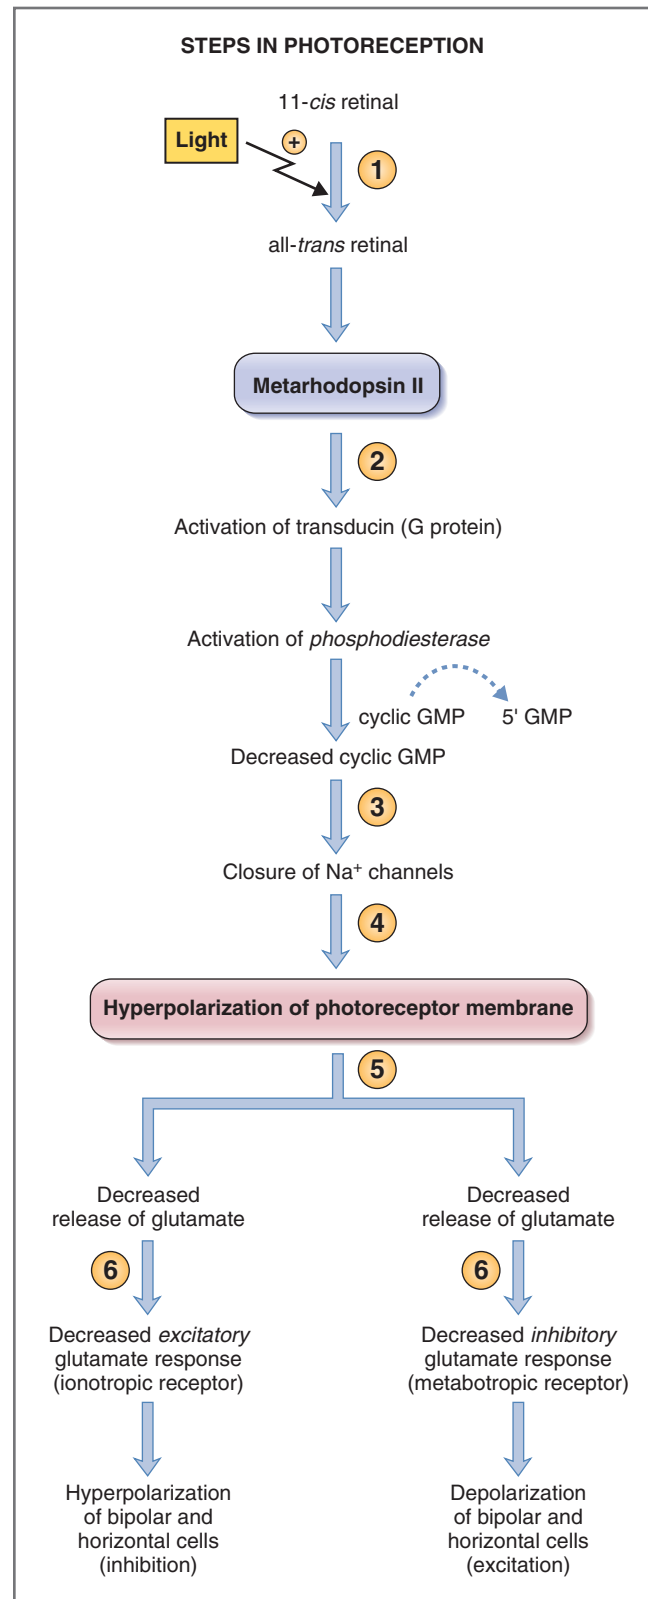 STEPS IN PHOTORECEPTION
11-cis retinal
Light
+
1
all-trans retinal
Metarhodopsin II
2
Activation of transducin (G protein)
Activation of phosphodiesterase
cyclic GMP 5' GMP
Decreased cyclic GMP
3
Closure of Na⁺ channels
4
Hyperpolarization of photoreceptor membrane
5
Decreased
release of glutamate
6
Decreased excitatory
glutamate response
(ionotropic receptor)
Hyperpolarization
of bipolar and
horizontal cells
(inhibition)
Decreased
release of glutamate
6
Decreased inhibitory
glutamate response
(metabotropic receptor)
Depolarization
of bipolar and
horizontal cells
(excitation)